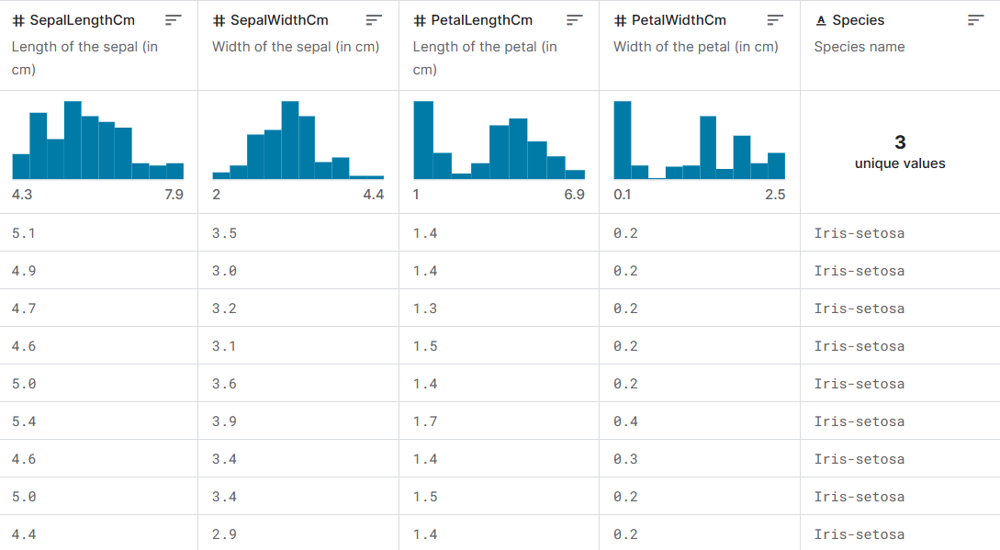 # SepalLengthCm
Length of the sepal (in
cm)
# SepalWidthCm
Width of the sepal (in cm)
# PetalLengthCm
Length of the petal (in
cm)
# PetalWidthCm
Width of the petal (in cm)
A Species
Species name
4.3 7.9
2 4.4
1 6.9
0.1 2.5
3
unique values
5.1 3.5 1.4 0.2 Iris-setosa
4.9 3.0 1.4 0.2 Iris-setosa
4.7 3.2 1.3 0.2 Iris-setosa
4.6 3.1 1.5 0.2 Iris-setosa
5.0 3.6 1.4 0.2 Iris-setosa
5.4 3.9 1.7 0.4 Iris-setosa
4.6 3.4 1.4 0.3 Iris-setosa
5.0 3.4 1.5 0.2 Iris-setosa
4.4 2.9 1.4 0.2 Iris-setosa